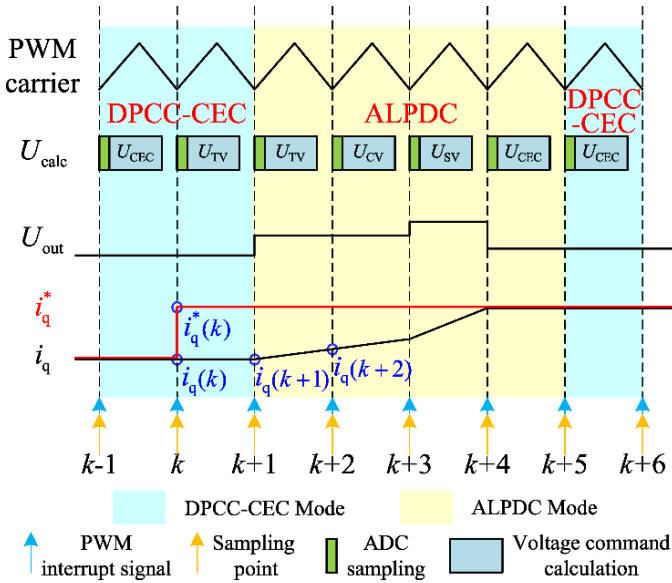 PWM
carrier
DPCC-CEC
ALPDC
DPCC
-CEC
U_calc
U_CEC
U_TV
U_TV
U_CV
U_SV
U_CEC
U_CEC
U_out
i_q^*
i_q^*(k)
i_q
i_q(k)
i_q(k+1)
i_q(k+2)
k-1
k
k+1
k+2
k+3
k+4
k+5
k+6
DPCC-CEC Mode
ALPDC Mode
PWM
interrupt signal
Sampling
point
ADC
sampling
Voltage command
calculation